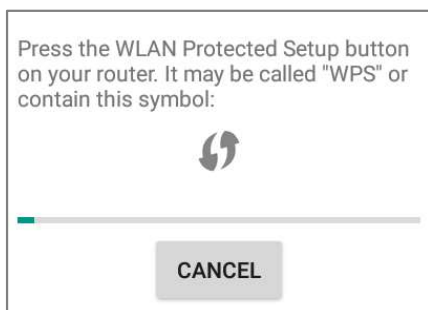 Press the WLAN Protected Setup button
on your router. It may be called "WPS" or
contain this symbol:
CANCEL